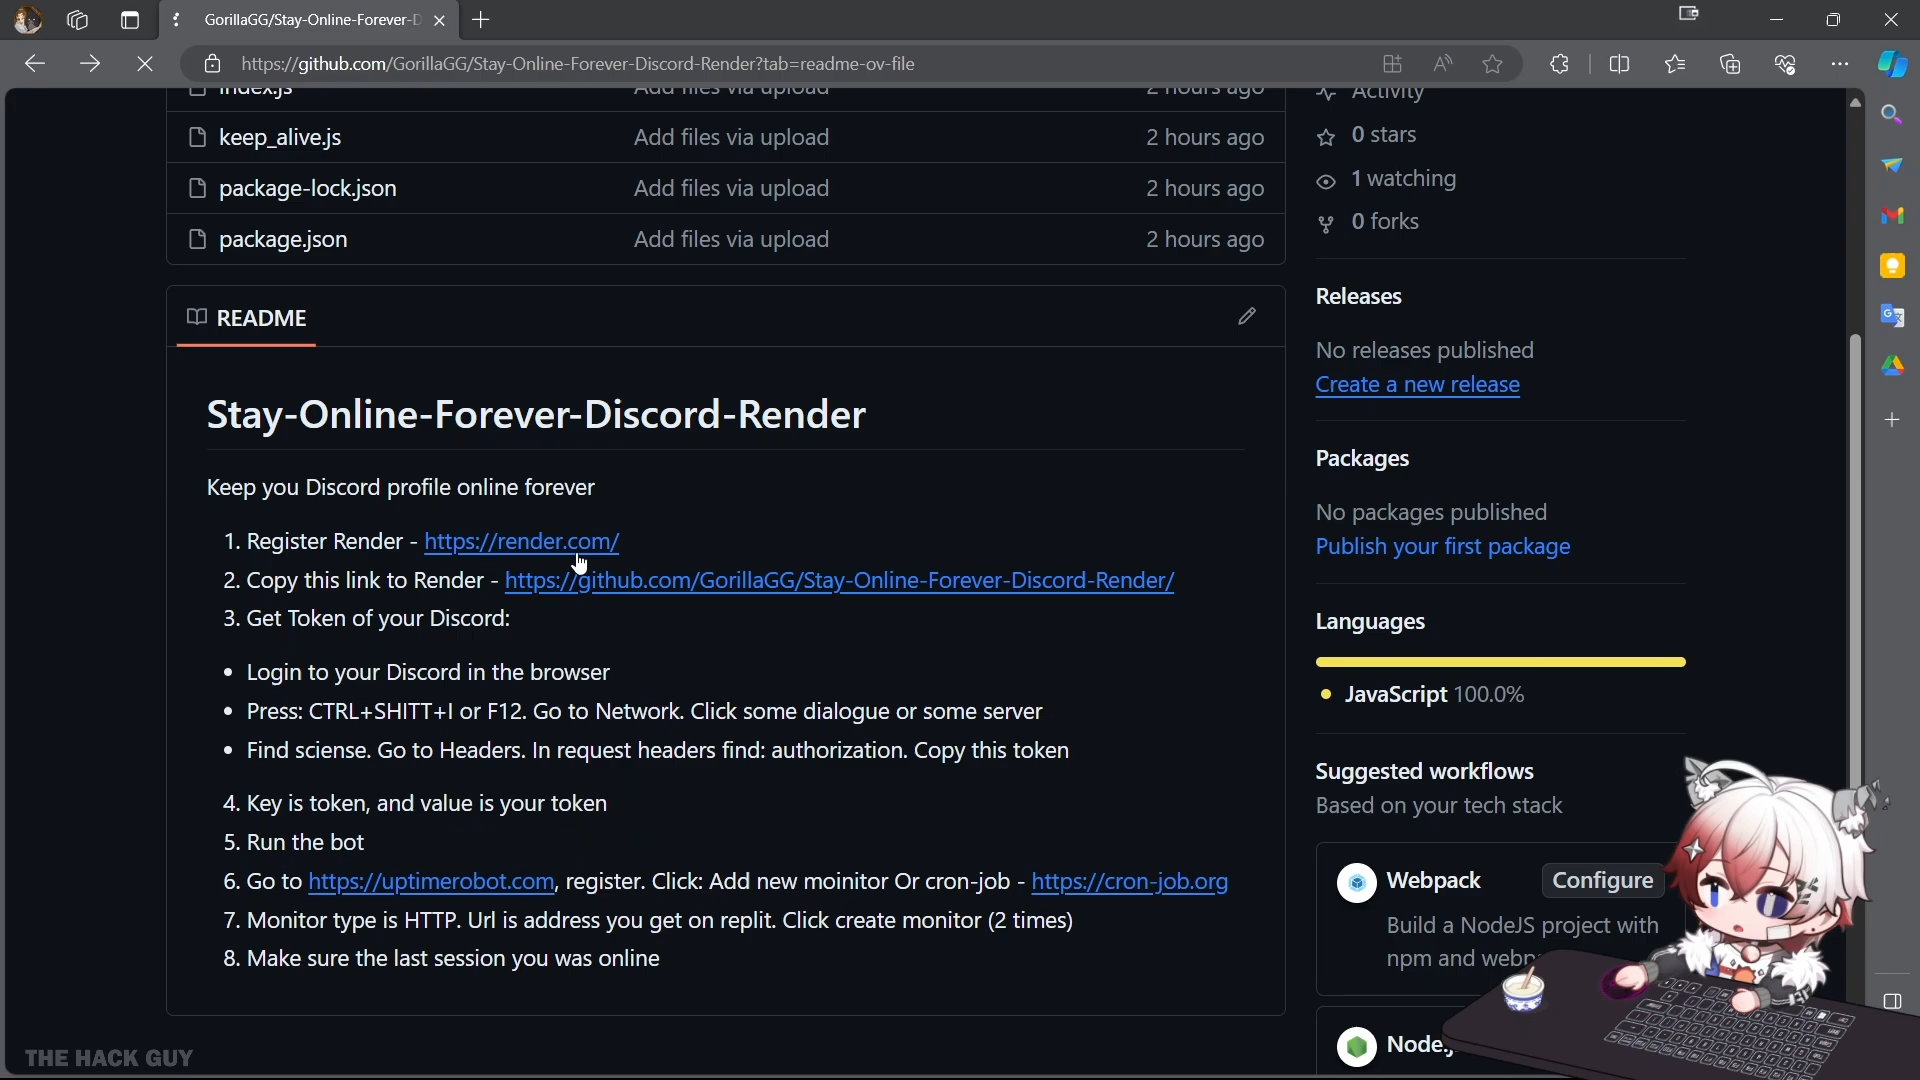 GorillaGG/Stay-Online-Forever-D
https://github.com/GorillaGG/Stay-Online-Forever-Discord-Render?tab=readme-ov-file
index.js Add files via upload 2 hours ago
Activity
keep_alive.js Add files via upload 2 hours ago
0 stars
package-lock.json Add files via upload 2 hours ago
1 watching
package.json Add files via upload 2 hours ago
0 forks
README
Stay-Online-Forever-Discord-Render
Keep you Discord profile online forever
1. Register Render - https://render.com/
2. Copy this link to Render - https://github.com/GorillaGG/Stay-Online-Forever-Discord-Render/
3. Get Token of your Discord:
• Login to your Discord in the browser
• Press: CTRL+SHITT+I or F12. Go to Network. Click some dialogue or some server
• Find sciense. Go to Headers. In request headers find: authorization. Copy this token
4. Key is token, and value is your token
5. Run the bot
6. Go to https://uptimerobot.com, register. Click: Add new moinitor Or cron-job - https://cron-job.org
7. Monitor type is HTTP. Url is address you get on replit. Click create monitor (2 times)
8. Make sure the last session you was online
Releases
No releases published
Create a new release
Packages
No packages published
Publish your first package
Languages
JavaScript 100.0%
Suggested workflows
Based on your tech stack
Webpack Configure
Build a NodeJS project with
npm and
THE HACK GUY